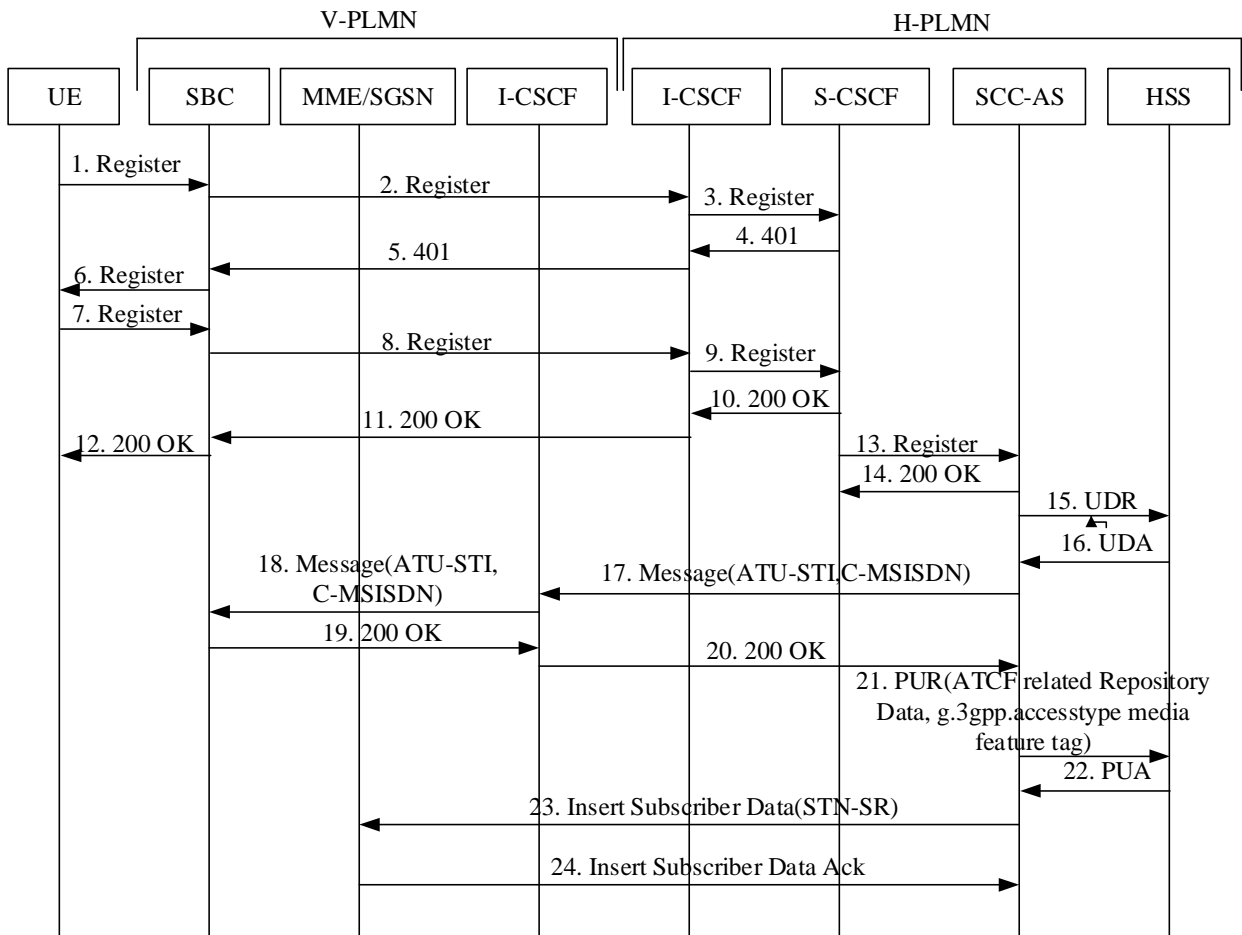 V-PLMN
H-PLMN
UE
SBC
MME/SGSN
I-CSCF
I-CSCF
S-CSCF
SCC-AS
HSS
1. Register
2. Register
3. Register
4. 401
5. 401
6. Register
7. Register
8. Register
9. Register
10. 200 OK
11. 200 OK
12. 200 OK
13. Register
14. 200 OK
15. UDR
16. UDA
17. Message(ATU-STI,C-MSISDN)
18. Message(ATU-STI,
C-MSISDN)
19. 200 OK
20. 200 OK
21. PUR(ATCF related Repository
Data, g.3gpp.accesstype media
feature tag)
22. PUA
23. Insert Subscriber Data(STN-SR)
24. Insert Subscriber Data Ack